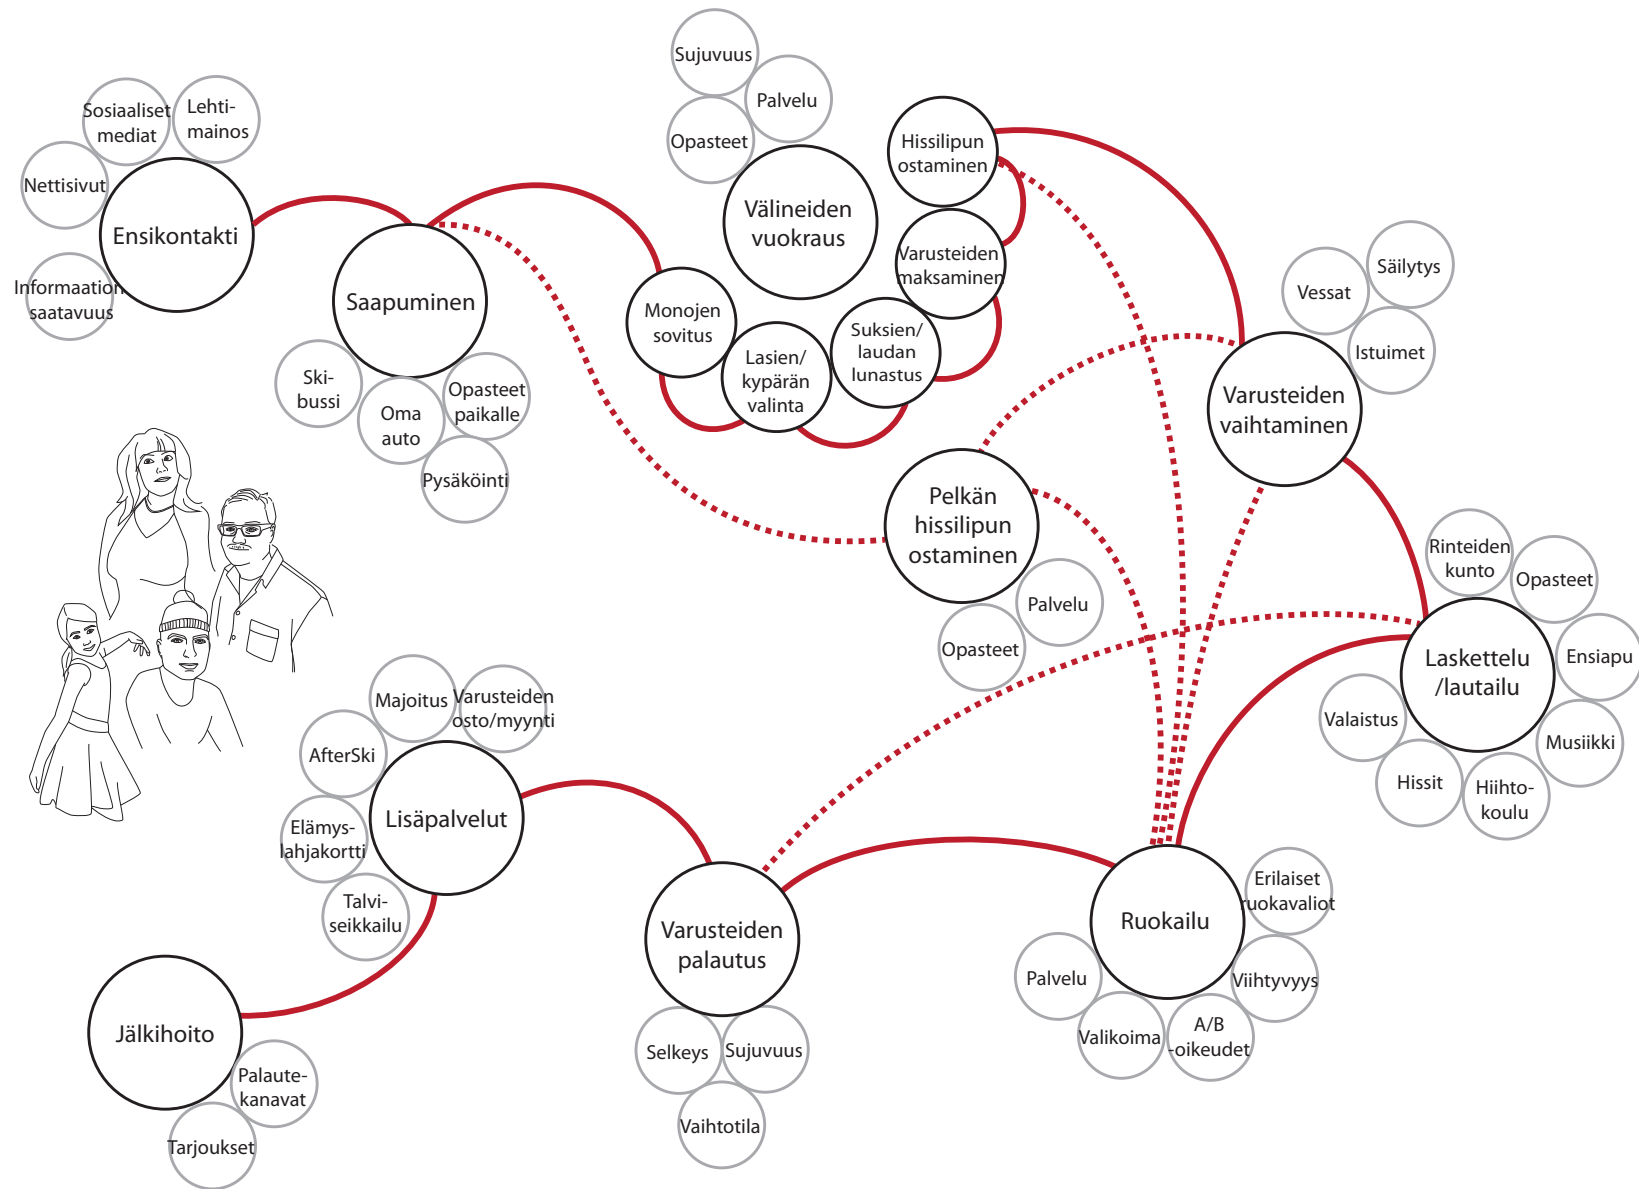 Sosiaaliset
mediat
Lehti-
mainos
Nettisivut
Ensikontakti
Informaation
saatavuus
Saapuminen
Ski-
bussi
Oma
auto
Opasteet
paikalle
Pysäköinti
Sujuvuus
Palvelu
Opasteet
Välineiden
vuokraus
Monojen
sovitus
Lasien/
kypärän
valinta
Suksien/
laudan
lunastus
Varusteiden
maksaminen
Hissilipun
ostaminen
Pelkän
hissilipun
ostaminen
Palvelu
Opasteet
Säilytys
Vessat
Istuimet
Varusteiden
vaihtaminen
Rinteiden
kunto
Opasteet
Ensiapu
Laskettelu
/lautailu
Valaistus
Musiikki
Hissit
Hiihto-
koulu
Ruokailu
Erilaiset
ruokavaliot
Viihtyvyys
A/B
-oikeudet
Valikoima
Palvelu
Varusteiden
palautus
Selkeys
Sujuvuus
Vaihtotila
Majoitus
Varusteiden
osto/myynti
AfterSki
Lisäpalvelut
Elämys-
lahjakortti
Talvi-
seikkailu
Jälkihoito
Palaute-
kanavat
Tarjoukset